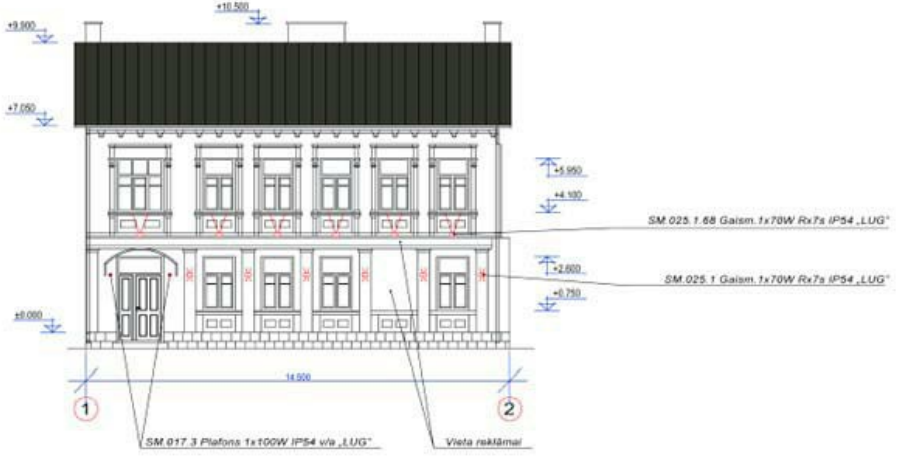 +10.500
+9.900
+7.050
+5.950
+4.100
SM.025.1.68 Gaism.1x70W Rx7s IP54 „LUG"
+2.600
SM.025.1 Gaism.1x70W Rx7s IP54 „LUG"
+0.750
±0.000
14.500
1
2
SM.017.3 Plafons 1x100W IP54 v/a „LUG"
Vieta reklāmai